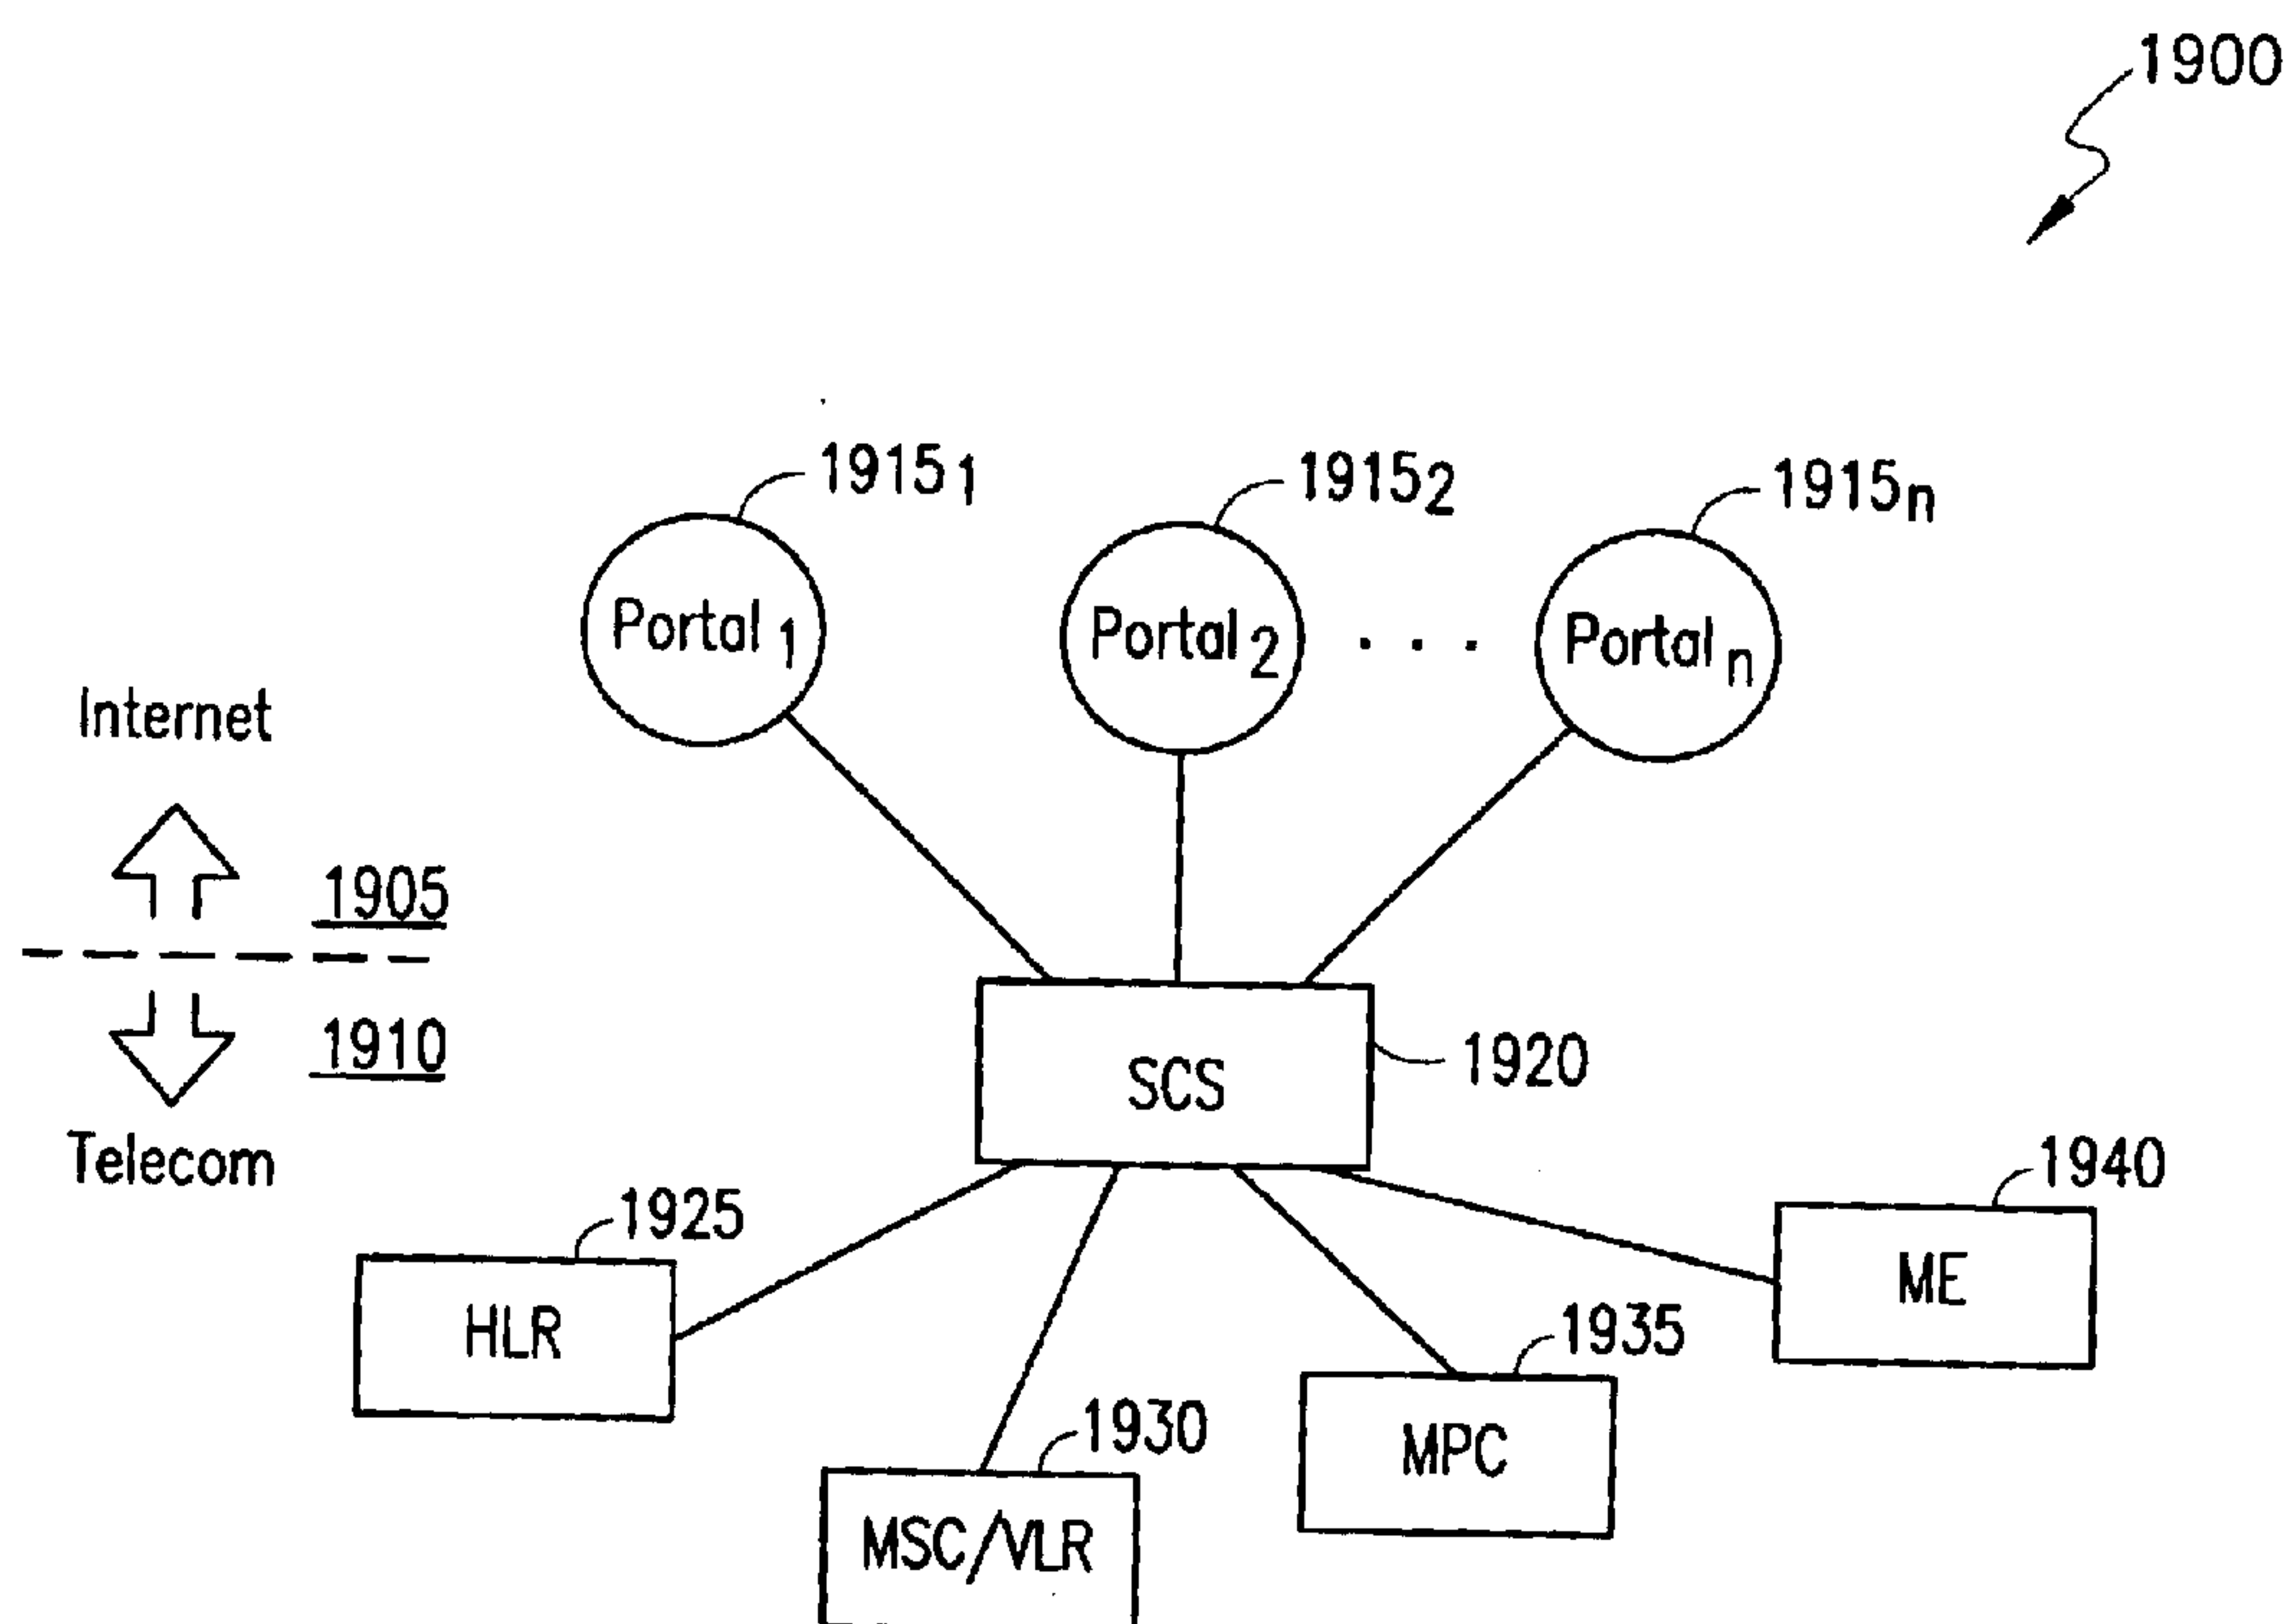 1900
1915₁
1915₂
1915ₙ
Portal₁
Portal₂
. . .
Portalₙ
Internet
1905
1910
Telecom
SCS
1920
1925
HLR
1930
MSC/VLR
1935
MPC
1940
ME